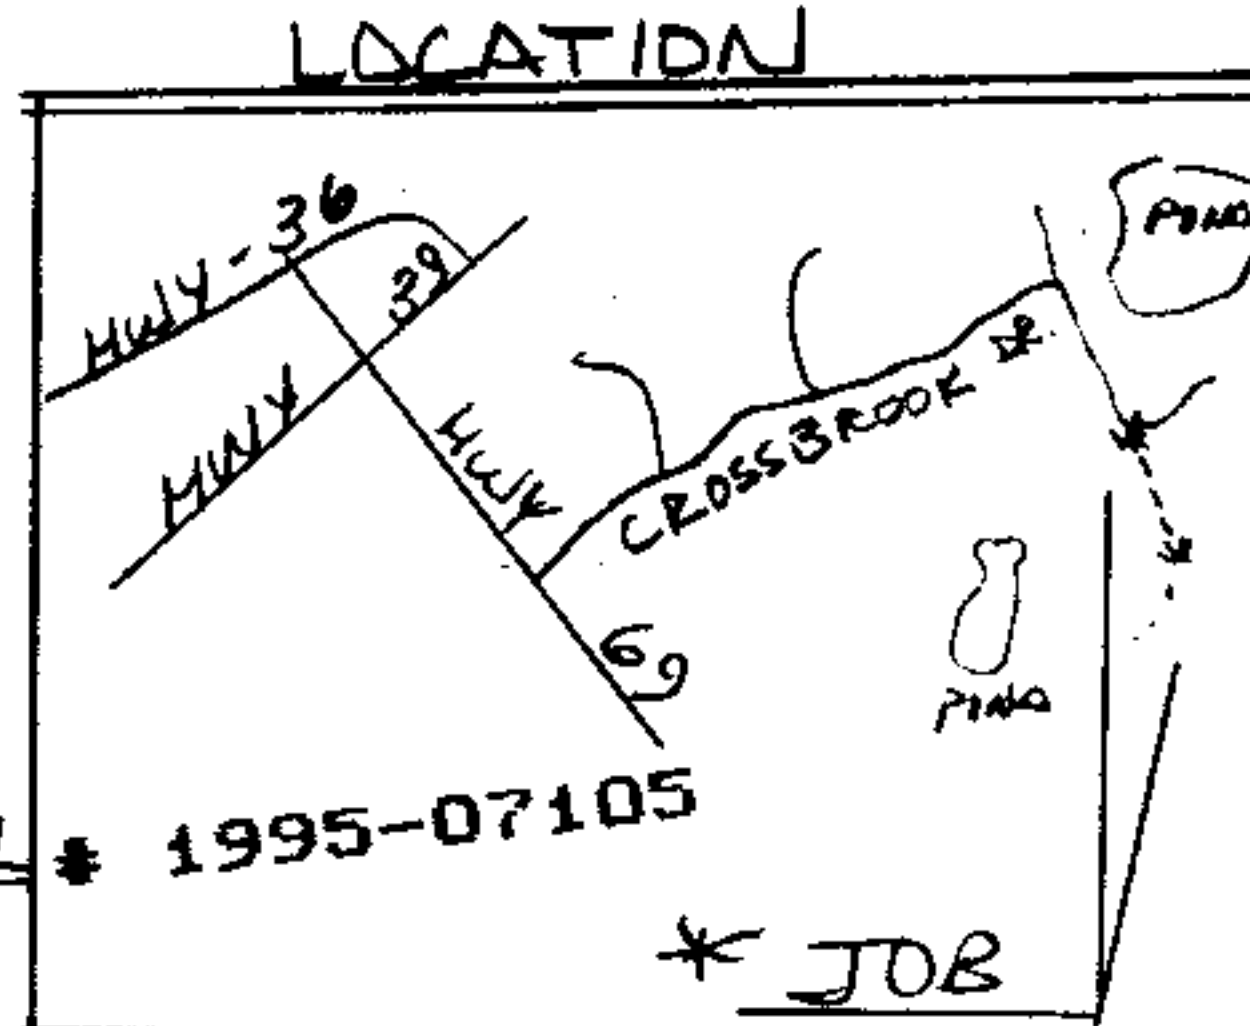 LOCATION
HWY-36
HWY 39
HWY 69
CROSSBROOK DR
POND
POND
# 1995-07105
* JOB